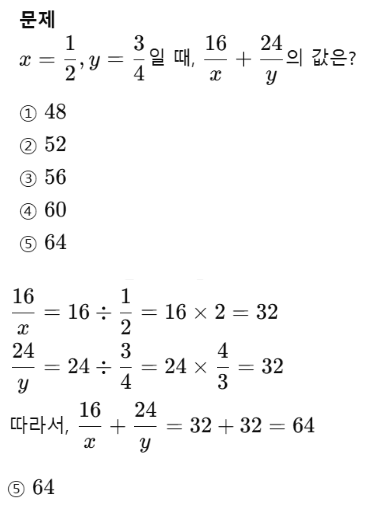 문제
x = 1/2, y = 3/4일 때, 16/x + 24/y의 값은?
① 48
② 52
③ 56
④ 60
⑤ 64
16/x = 16 ÷ 1/2 = 16 × 2 = 32
24/y = 24 ÷ 3/4 = 24 × 4/3 = 32
따라서, 16/x + 24/y = 32 + 32 = 64
⑤ 64